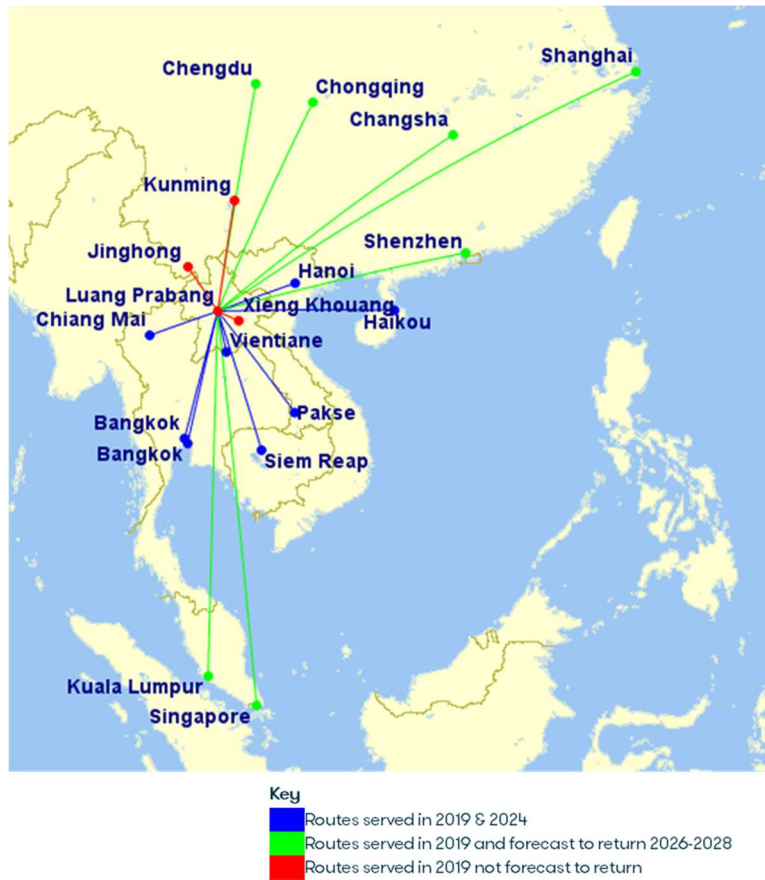 Shanghai
Chengdu
Chongqing
Changsha
Kunming
Shenzhen
Jinghong
Hanoi
Luang Prabang
Xieng Khouang
Chiang Mai
Haikou
Vientiane
Bangkok
Pakse
Bangkok
Siem Reap
Kuala Lumpur
Singapore
Key
Routes served in 2019 & 2024
Routes served in 2019 and forecast to return 2026-2028
Routes served in 2019 not forecast to return